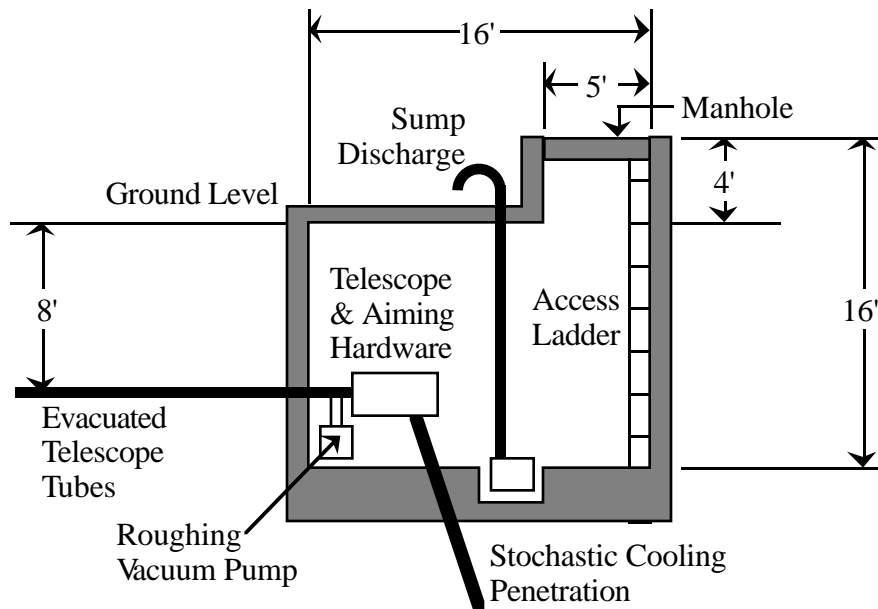 16'
5'
Manhole
Sump
Discharge
4'
Ground Level
Telescope
& Aiming
Hardware
8'
Access
Ladder
16'
Evacuated
Telescope
Tubes
Roughing
Vacuum Pump
Stochastic Cooling
Penetration